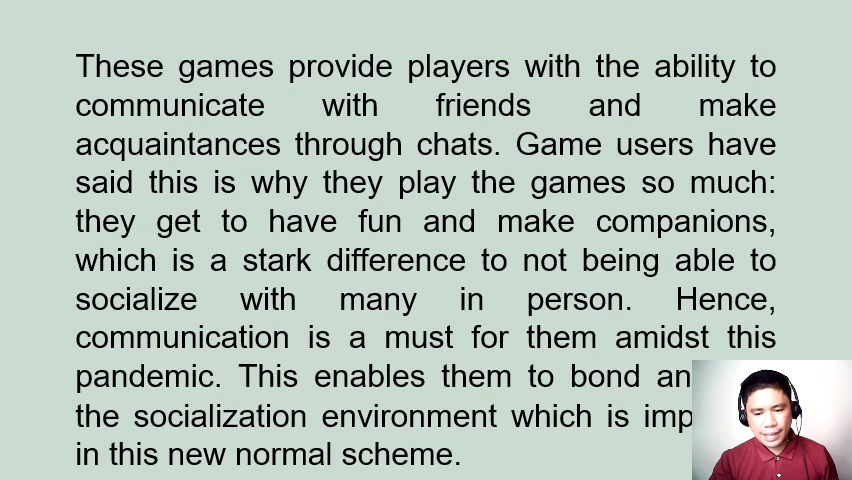 These games provide players with the ability to
communicate with friends and make
acquaintances through chats. Game users have
said this is why they play the games so much:
they get to have fun and make companions,
which is a stark difference to not being able to
socialize with many in person. Hence,
communication is a must for them amidst this
pandemic. This enables them to bond
the socialization environment which is
in this new normal scheme.